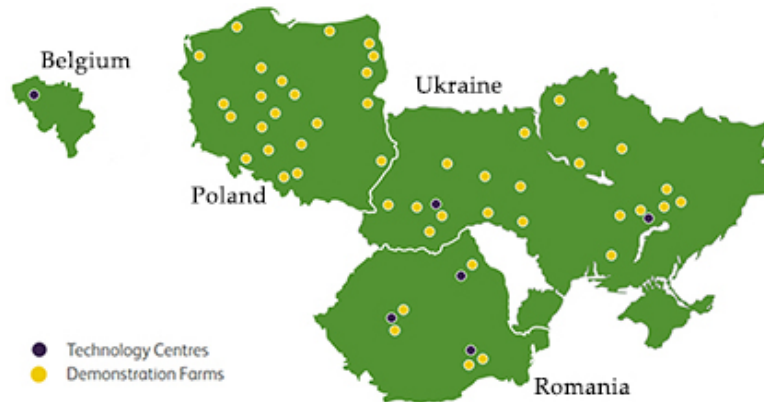 Belgium
Ukraine
Poland
Technology Centres
Demonstration Farms
Romania